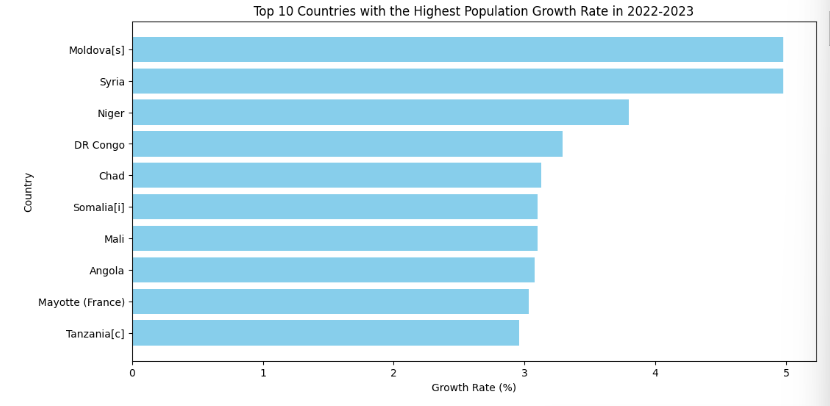 Top 10 Countries with the Highest Population Growth Rate in 2022-2023
Country
Moldova[s]
Syria
Niger
DR Congo
Chad
Somalia[i]
Mali
Angola
Mayotte (France)
Tanzania[c]
0 1 2 3 4 5
Growth Rate (%)